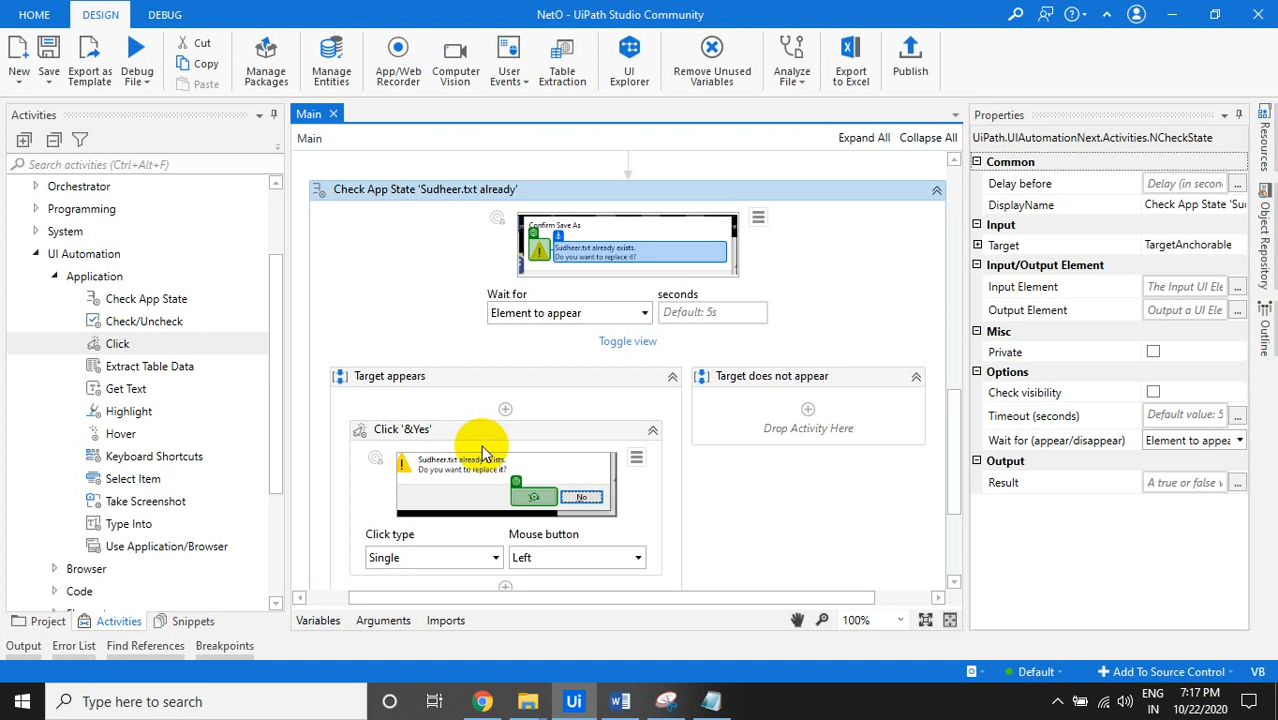 HOME
DESIGN
DEBUG
NetO - UiPath Studio Community
New
Save
Export as Template
Debug File
Cut
Copy
Paste
Manage Packages
Manage Entities
App/Web Recorder
Computer Vision
User Events
Table Extraction
UI Explorer
Remove Unused Variables
Analyze File
Export to Excel
Publish
Activities
Search activities (Ctrl+Alt+F)
Orchestrator
Programming
System
UI Automation
Application
Check App State
Check/Uncheck
Click
Extract Table Data
Get Text
Highlight
Hover
Keyboard Shortcuts
Select Item
Take Screenshot
Type Into
Use Application/Browser
Browser
Code
Project
Activities
Snippets
Main
Main
Expand All
Collapse All
Check App State 'Sudheer.txt already'
Confirm Save As
Sudheer.txt already exists.
Do you want to replace it?
Wait for
seconds
Element to appear
Default: 5s
Toggle view
Target appears
Target does not appear
Drop Activity Here
Click '&Yes'
Sudheer.txt already exists.
Do you want to replace it?
No
Click type
Mouse button
Single
Left
Variables
Arguments
Imports
100%
Properties
UiPath.UIAutomationNext.Activities.NCheckState
Common
Delay before
Delay (in secon
...
DisplayName
Check App State 'Su
Input
Target
TargetAnchorable
Input/Output Element
Input Element
The Input UI Ele
...
Output Element
Output a UI Ele
...
Misc
Private
Options
Check visibility
Timeout (seconds)
Default value: 5
...
Wait for (appear/disappear)
Element to appea
Output
Result
A true or false v
...
Resources
Object Repository
Outline
Output
Error List
Find References
Breakpoints
Default
Add To Source Control
VB
Type here to search
ENG
IN
7:17 PM
10/22/2020